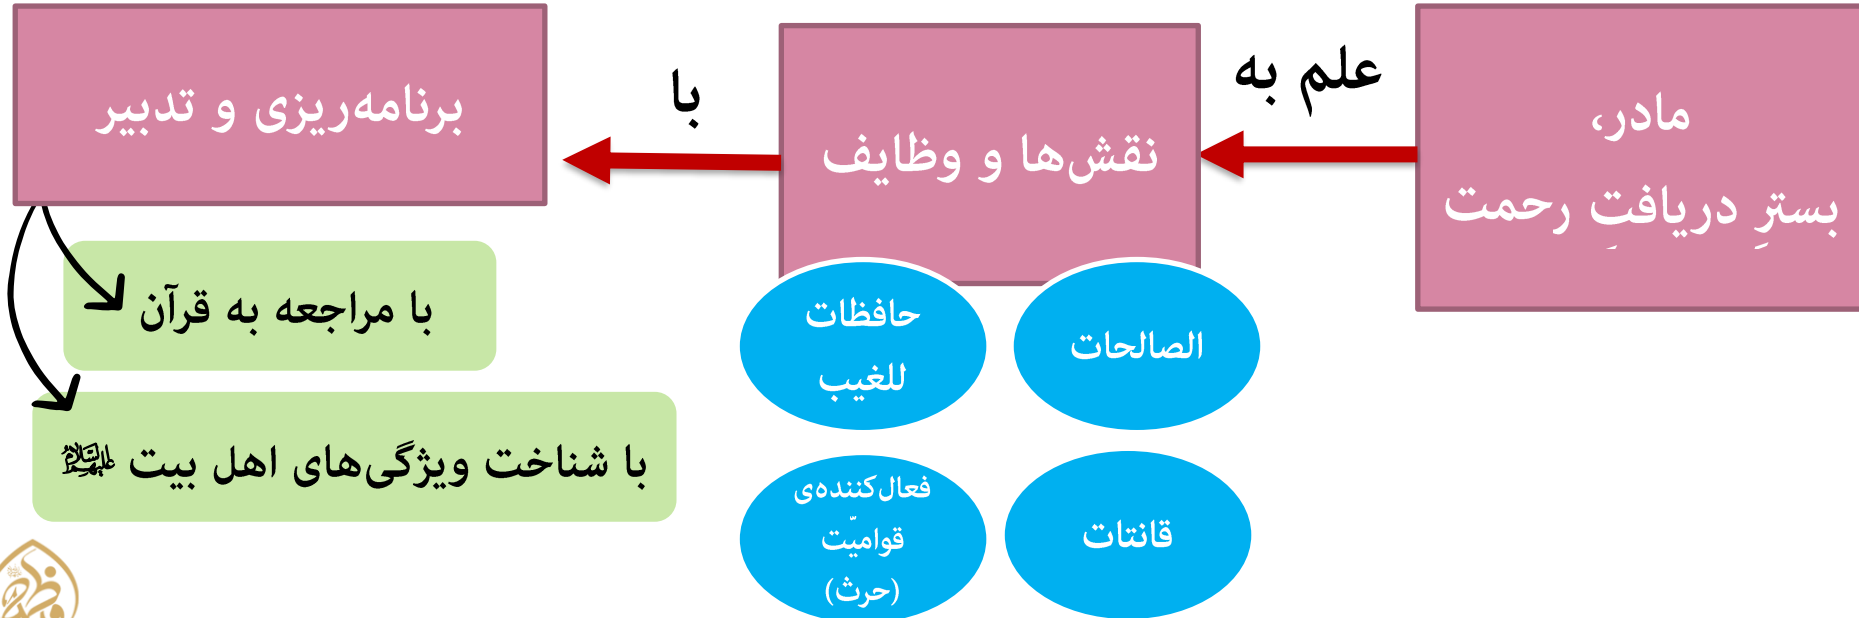 مادر،
بسترِ دریافتِ رحمت
علم به
نقش‌ها و وظایف
الصالحات
حافظات
للغیب
قانتات
فعال‌کننده‌ی
قوامیّت
(حرث)
با
برنامه‌ریزی و تدبیر
با مراجعه به قرآن
با شناخت ویژگی‌های اهل بیت علیهم‌السلام